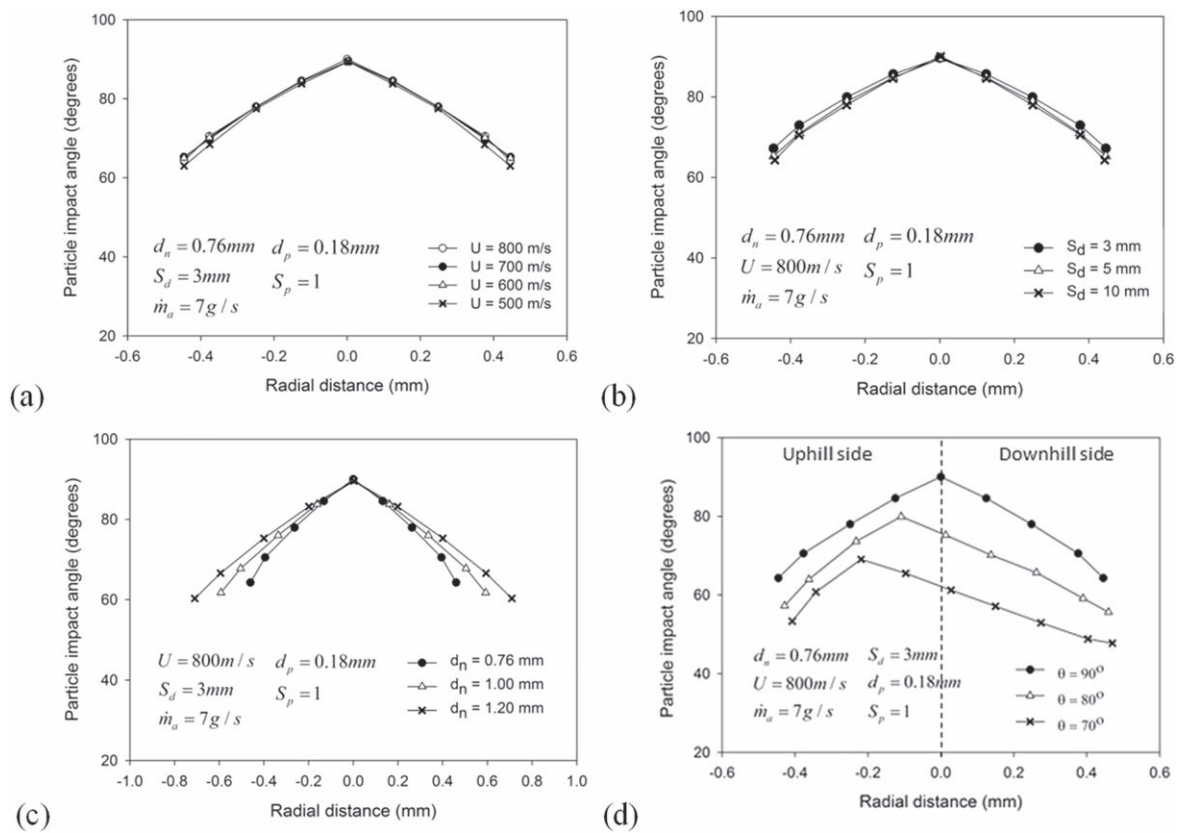 100
80
60
40
20
-0.6 -0.4 -0.2 0.0 0.2 0.4 0.6
Particle impact angle (degrees)
Radial distance (mm)
d_n = 0.76mm d_p = 0.18mm
S_d = 3mm S_p = 1
ṁ_a = 7g / s
U = 800 m/s
U = 700 m/s
U = 600 m/s
U = 500 m/s
(a)
100
80
60
40
20
-0.6 -0.4 -0.2 0.0 0.2 0.4 0.6
Particle impact angle (degrees)
Radial distance (mm)
d_n = 0.76mm d_p = 0.18mm
U = 800m / s S_p = 1
ṁ_a = 7g / s
S_d = 3 mm
S_d = 5 mm
S_d = 10 mm
(b)
100
80
60
40
20
-1.0 -0.8 -0.6 -0.4 -0.2 0.0 0.2 0.4 0.6 0.8 1.0
Particle impact angle (degrees)
Radial distance (mm)
U = 800m / s d_p = 0.18mm
S_d = 3mm S_p = 1
ṁ_a = 7g / s
d_n = 0.76 mm
d_n = 1.00 mm
d_n = 1.20 mm
(c)
100
80
60
40
20
-0.6 -0.4 -0.2 0.0 0.2 0.4 0.6
Particle impact angle (degrees)
Radial distance (mm)
Uphill side Downhill side
d_n = 0.76mm S_d = 3mm
U = 800m / s d_p = 0.18mm
ṁ_a = 7g / s S_p = 1
θ = 90°
θ = 80°
θ = 70°
(d)